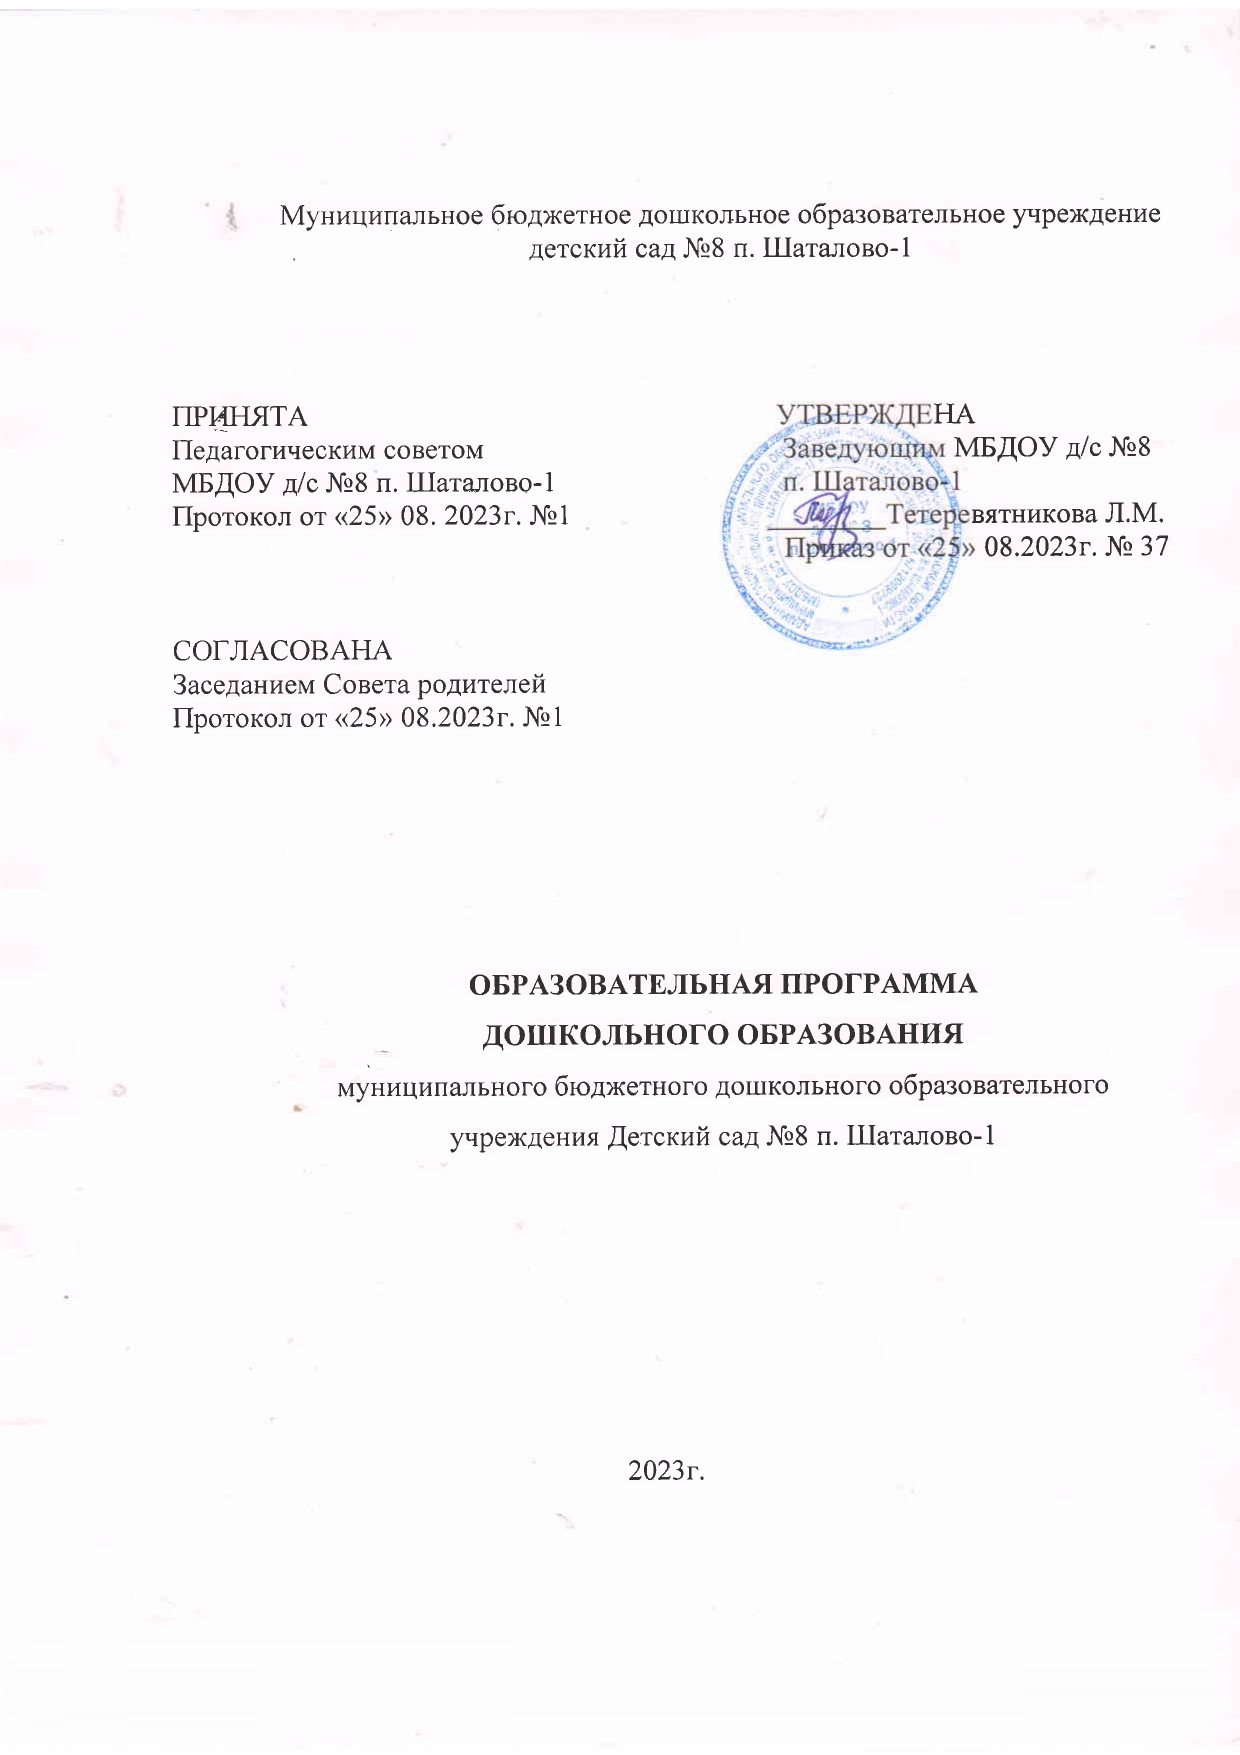 Муниципальное бюджетное дошкольное образовательное учреждение
детский сад №8 п. Шаталово-1
ПРИНЯТА
Педагогическим советом
МБДОУ д/с №8 п. Шаталово-1
Протокол от «25» 08. 2023г. №1
УТВЕРЖДЕНА
Заведующим МБДОУ д/с №8
п. Шаталово-1
Тетеревятникова Л.М.
Приказ от «25» 08.2023г. № 37
СОГЛАСОВАНА
Заседанием Совета родителей
Протокол от «25» 08.2023г. №1
ОБРАЗОВАТЕЛЬНАЯ ПРОГРАММА
ДОШКОЛЬНОГО ОБРАЗОВАНИЯ
муниципального бюджетного дошкольного образовательного
учреждения Детский сад №8 п. Шаталово-1
2023г.